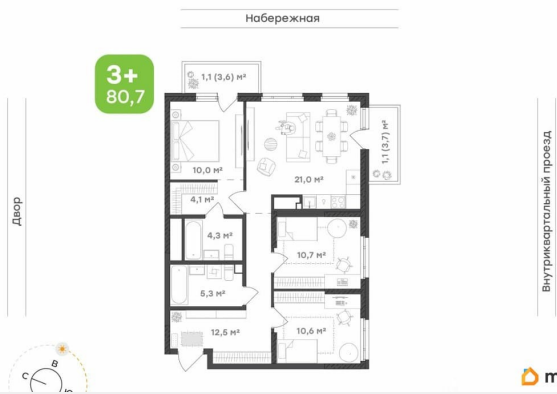 Набережная
3+
80,7
1,1 (3,6) м²
1,1 (3,7) м²
10,0 м²
21,0 м²
4,1 м²
4,3 м²
10,7 м²
5,3 м²
12,5 м²
10,6 м²
Двор
Внутриквартальный проезд
В
С
Ю
m